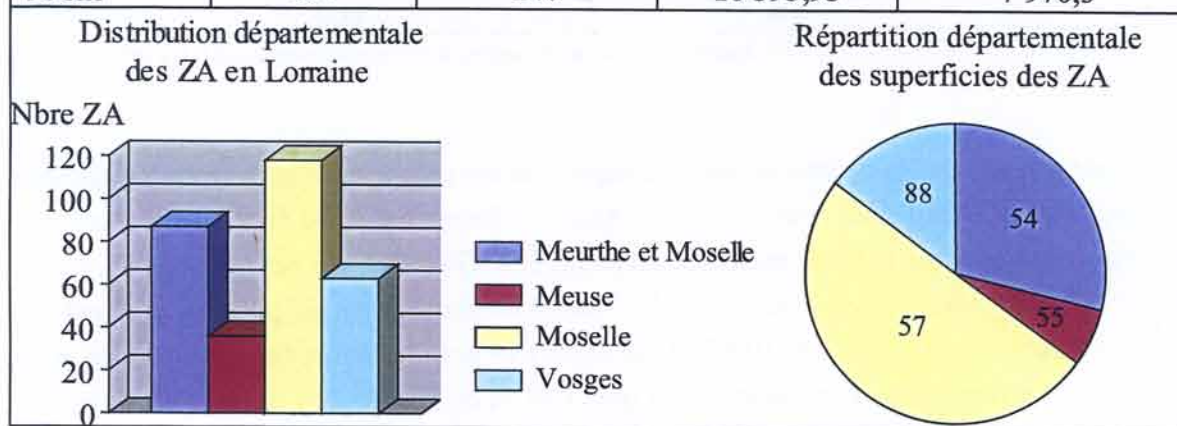 Distribution départementale
des ZA en Lorraine
Nbre ZA
120
100
80
60
40
20
0
Meurthe et Moselle
Meuse
Moselle
Vosges
Répartition départementale
des superficies des ZA
88
54
55
57